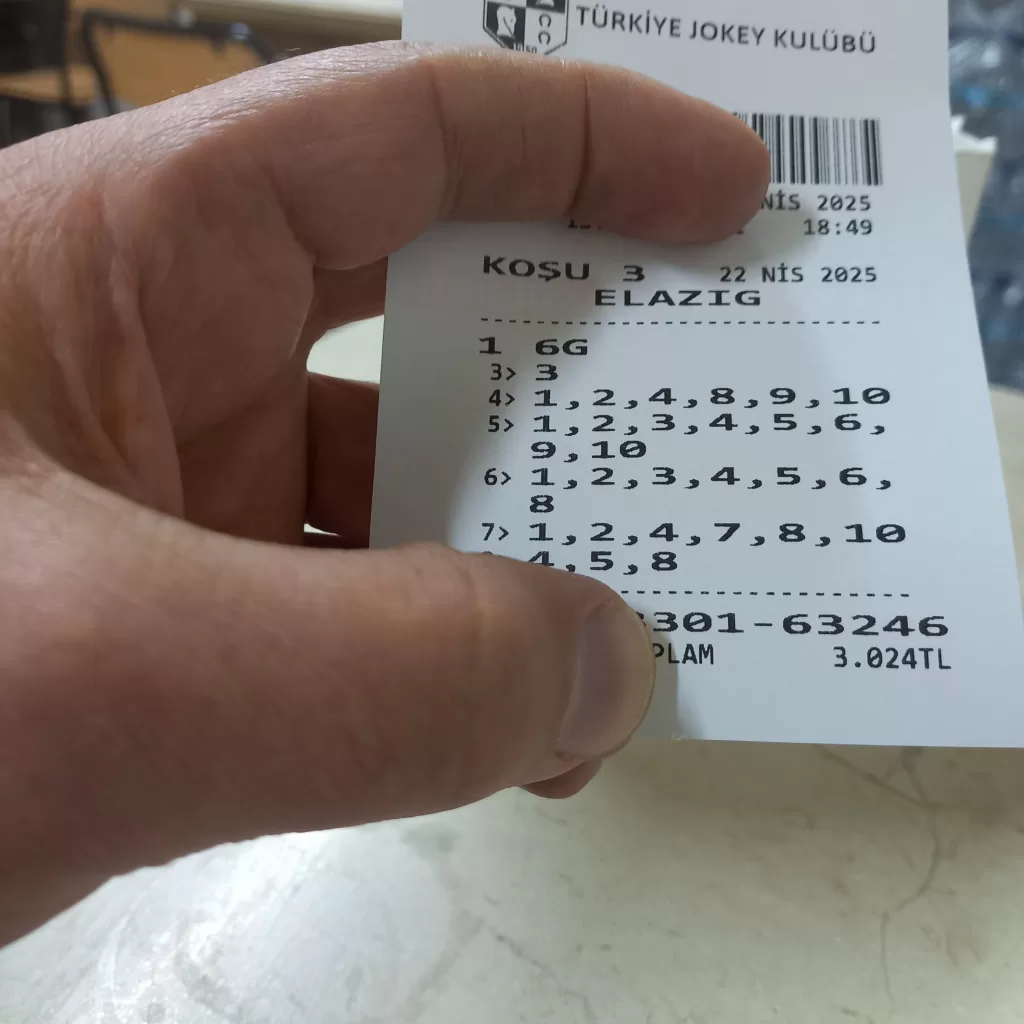 TÜRKİYE JOKEY KULÜBÜ
NİS 2025
18:49
KOŞU 3 22 NİS 2025
ELAZIG
1 6G
3> 3
4> 1,2,4,8,9,10
5> 1,2,3,4,5,6,
9,10
6> 1,2,3,4,5,6,
8
7> 1,2,4,7,8,10
4,5,8
301-63246
PLAM 3.024TL